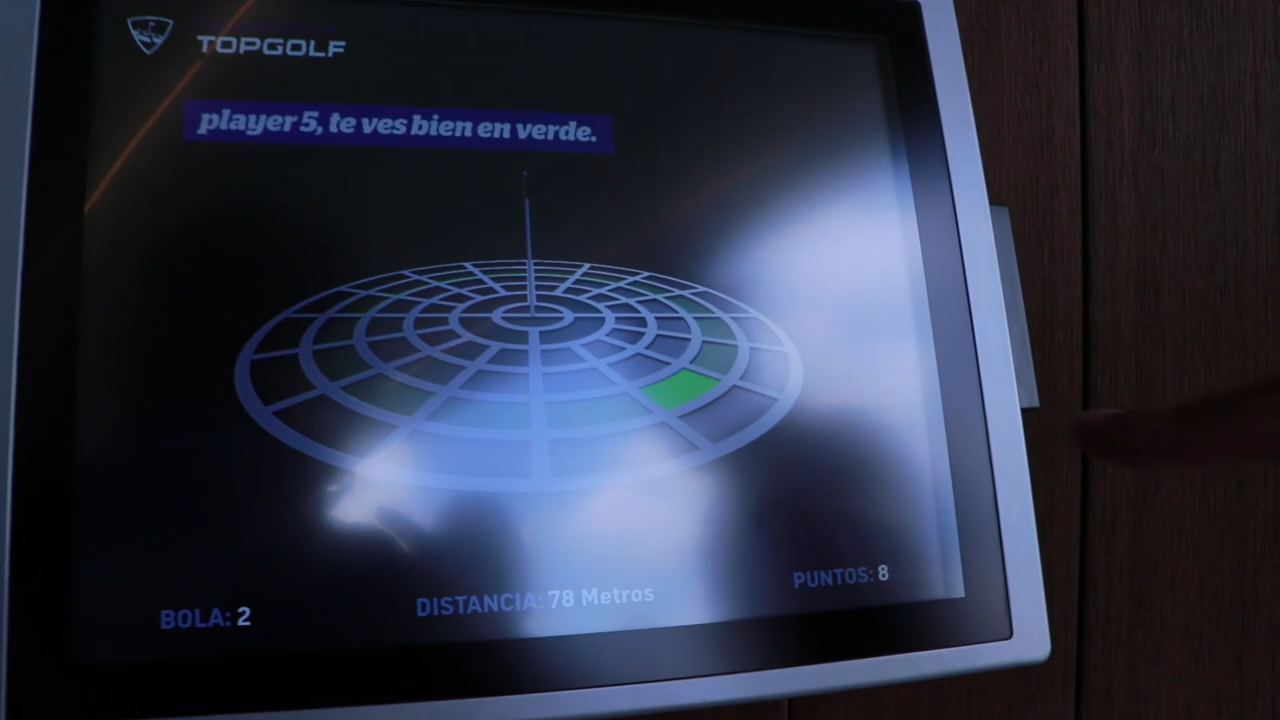 TOPGOLF
player 5, te ves bien en verde.
BOLA: 2
DISTANCIA: 78 Metros
PUNTOS: 8